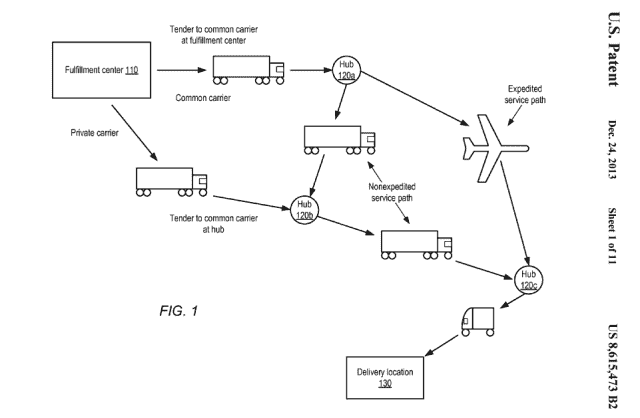 Tender to common carrier
at fulfillment center
Fulfillment center 110
Hub
120a
Common carrier
Expedited
service path
Private carrier
Nonexpedited
service path
Hub
120b
Tender to common carrier
at hub
Hub
120c
FIG. 1
Delivery location
130
U.S. Patent
Dec. 24, 2013
Sheet 1 of 11
US 8,615,473 B2